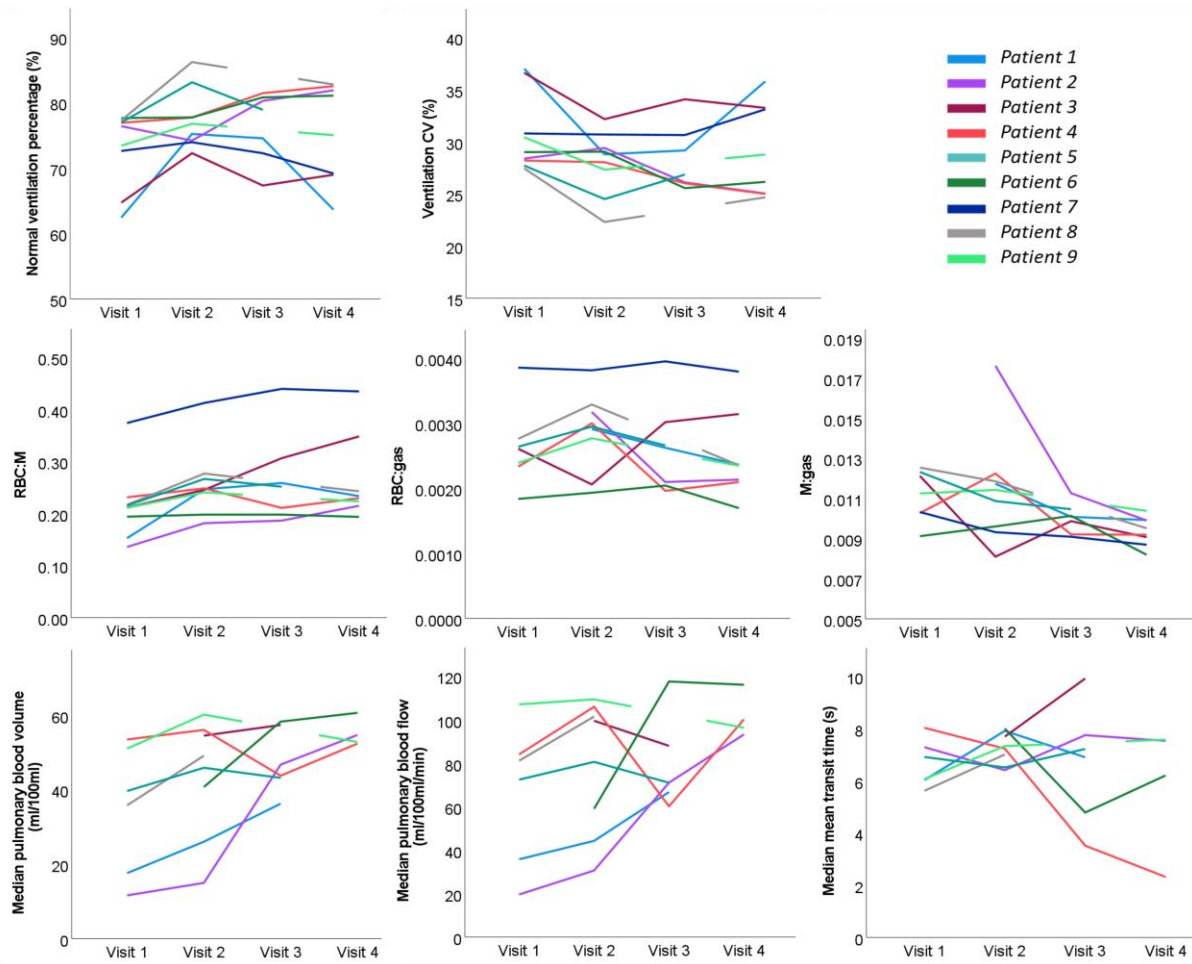 Normal ventilation percentage (%)
90
80
70
60
50
Visit 1 Visit 2 Visit 3 Visit 4
Ventilation CV (%)
40
35
30
25
20
15
Visit 1 Visit 2 Visit 3 Visit 4
Patient 1
Patient 2
Patient 3
Patient 4
Patient 5
Patient 6
Patient 7
Patient 8
Patient 9
RBC:M
0.50
0.40
0.30
0.20
0.10
0.00
Visit 1 Visit 2 Visit 3 Visit 4
RBC:gas
0.0040
0.0030
0.0020
0.0010
0.0000
Visit 1 Visit 2 Visit 3 Visit 4
M:gas
0.019
0.017
0.015
0.013
0.011
0.009
0.007
0.005
Visit 1 Visit 2 Visit 3 Visit 4
Median pulmonary blood volume
(ml/100ml)
60
40
20
0
Visit 1 Visit 2 Visit 3 Visit 4
Median pulmonary blood flow
(ml/100ml/min)
120
100
80
60
40
20
0
Visit 1 Visit 2 Visit 3 Visit 4
Median mean transit time (s)
10
8
6
4
2
0
Visit 1 Visit 2 Visit 3 Visit 4